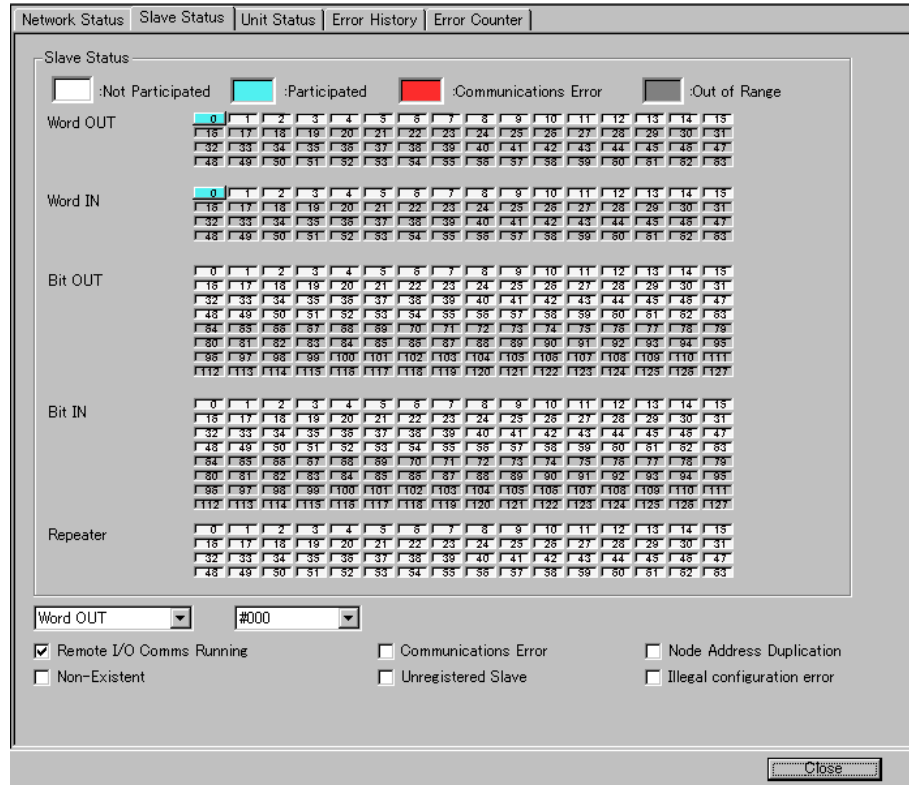 Network Status Slave Status Unit Status Error History Error Counter
Slave Status
:Not Participated :Participated :Communications Error :Out of Range
Word OUT
0 1 2 3 4 5 6 7 8 9 10 11 12 13 14 15
16 17 18 19 20 21 22 23 24 25 26 27 28 29 30 31
32 33 34 35 36 37 38 39 40 41 42 43 44 45 46 47
48 49 50 51 52 53 54 55 56 57 58 59 60 61 62 63
Word IN
0 1 2 3 4 5 6 7 8 9 10 11 12 13 14 15
16 17 18 19 20 21 22 23 24 25 26 27 28 29 30 31
32 33 34 35 36 37 38 39 40 41 42 43 44 45 46 47
48 49 50 51 52 53 54 55 56 57 58 59 60 61 62 63
Bit OUT
0 1 2 3 4 5 6 7 8 9 10 11 12 13 14 15
16 17 18 19 20 21 22 23 24 25 26 27 28 29 30 31
32 33 34 35 36 37 38 39 40 41 42 43 44 45 46 47
48 49 50 51 52 53 54 55 56 57 58 59 60 61 62 63
64 65 66 67 68 69 70 71 72 73 74 75 76 77 78 79
80 81 82 83 84 85 86 87 88 89 90 91 92 93 94 95
96 97 98 99 100 101 102 103 104 105 106 107 108 109 110 111
112 113 114 115 116 117 118 119 120 121 122 123 124 125 126 127
Bit IN
0 1 2 3 4 5 6 7 8 9 10 11 12 13 14 15
16 17 18 19 20 21 22 23 24 25 26 27 28 29 30 31
32 33 34 35 36 37 38 39 40 41 42 43 44 45 46 47
48 49 50 51 52 53 54 55 56 57 58 59 60 61 62 63
64 65 66 67 68 69 70 71 72 73 74 75 76 77 78 79
80 81 82 83 84 85 86 87 88 89 90 91 92 93 94 95
96 97 98 99 100 101 102 103 104 105 106 107 108 109 110 111
112 113 114 115 116 117 118 119 120 121 122 123 124 125 126 127
Repeater
0 1 2 3 4 5 6 7 8 9 10 11 12 13 14 15
16 17 18 19 20 21 22 23 24 25 26 27 28 29 30 31
32 33 34 35 36 37 38 39 40 41 42 43 44 45 46 47
48 49 50 51 52 53 54 55 56 57 58 59 60 61 62 63
Word OUT #000
Remote I/O Comms Running Communications Error Node Address Duplication
Non-Existent Unregistered Slave Illegal configuration error
Close